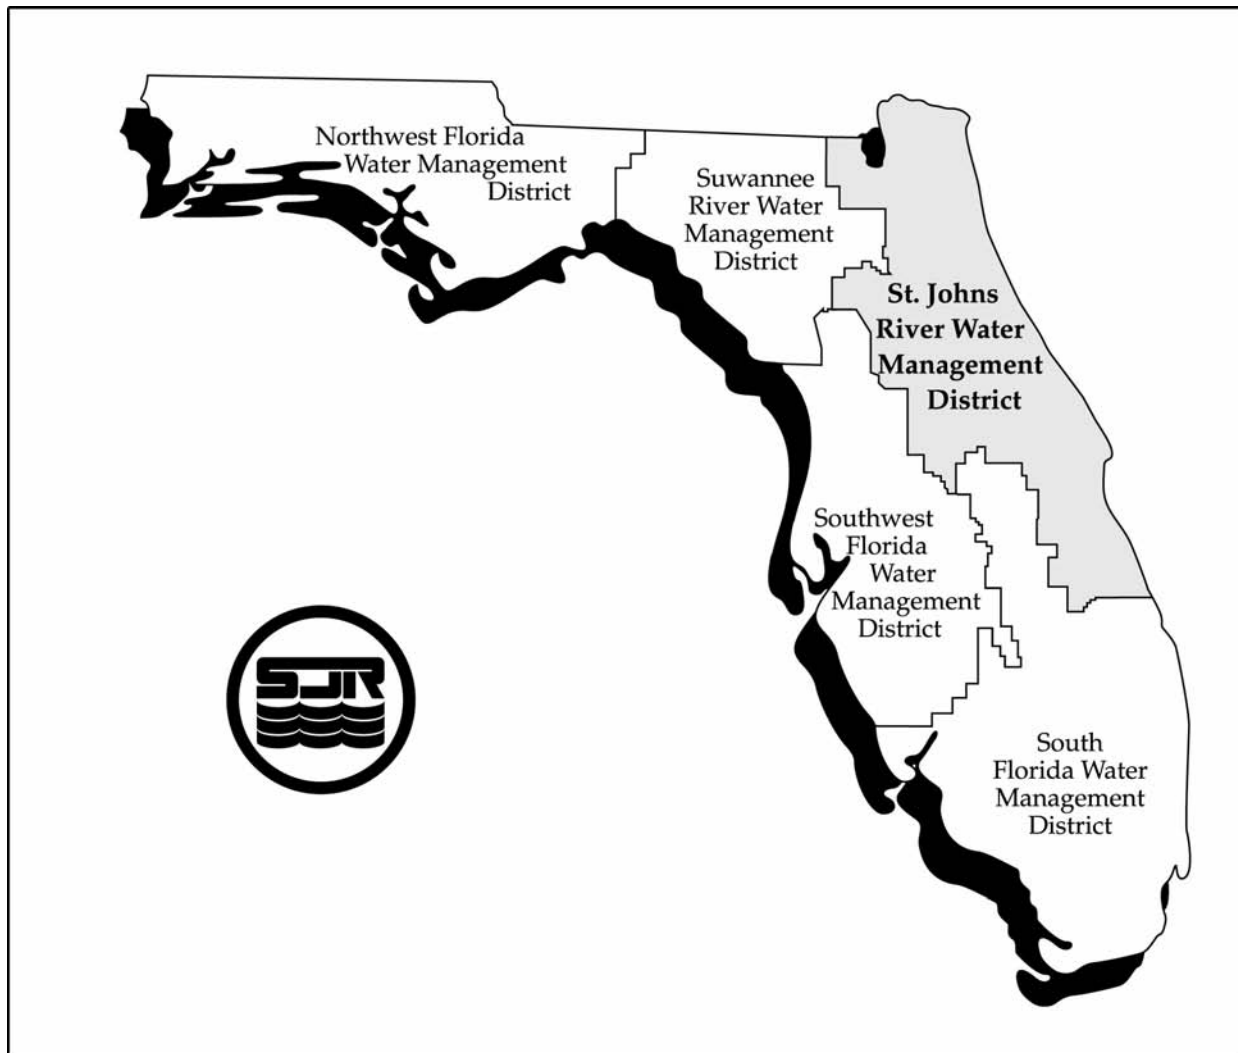 Northwest Florida
Water Management
District
Suwannee
River Water
Management
District
St. Johns
River Water
Management
District
Southwest
Florida
Water
Management
District
SJR
South
Florida Water
Management
District